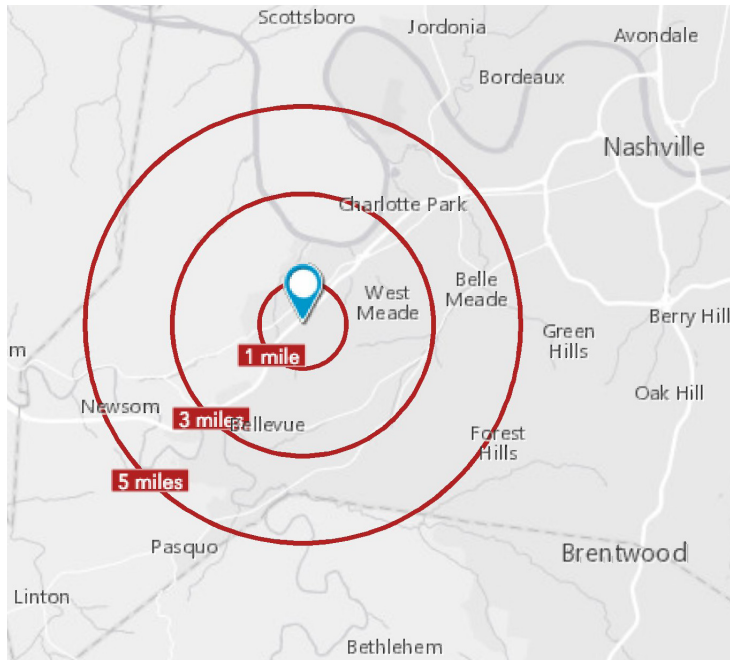 Scottsboro
Jordonia
Avondale
Bordeaux
Nashville
Charlotte Park
West
Meade
Belle
Meade
Berry Hill
Green
Hills
m
1 mile
Oak Hill
Newsom
3 miles
Bellevue
Forest
Hills
5 miles
Pasquo
Brentwood
Linton
Bethlehem